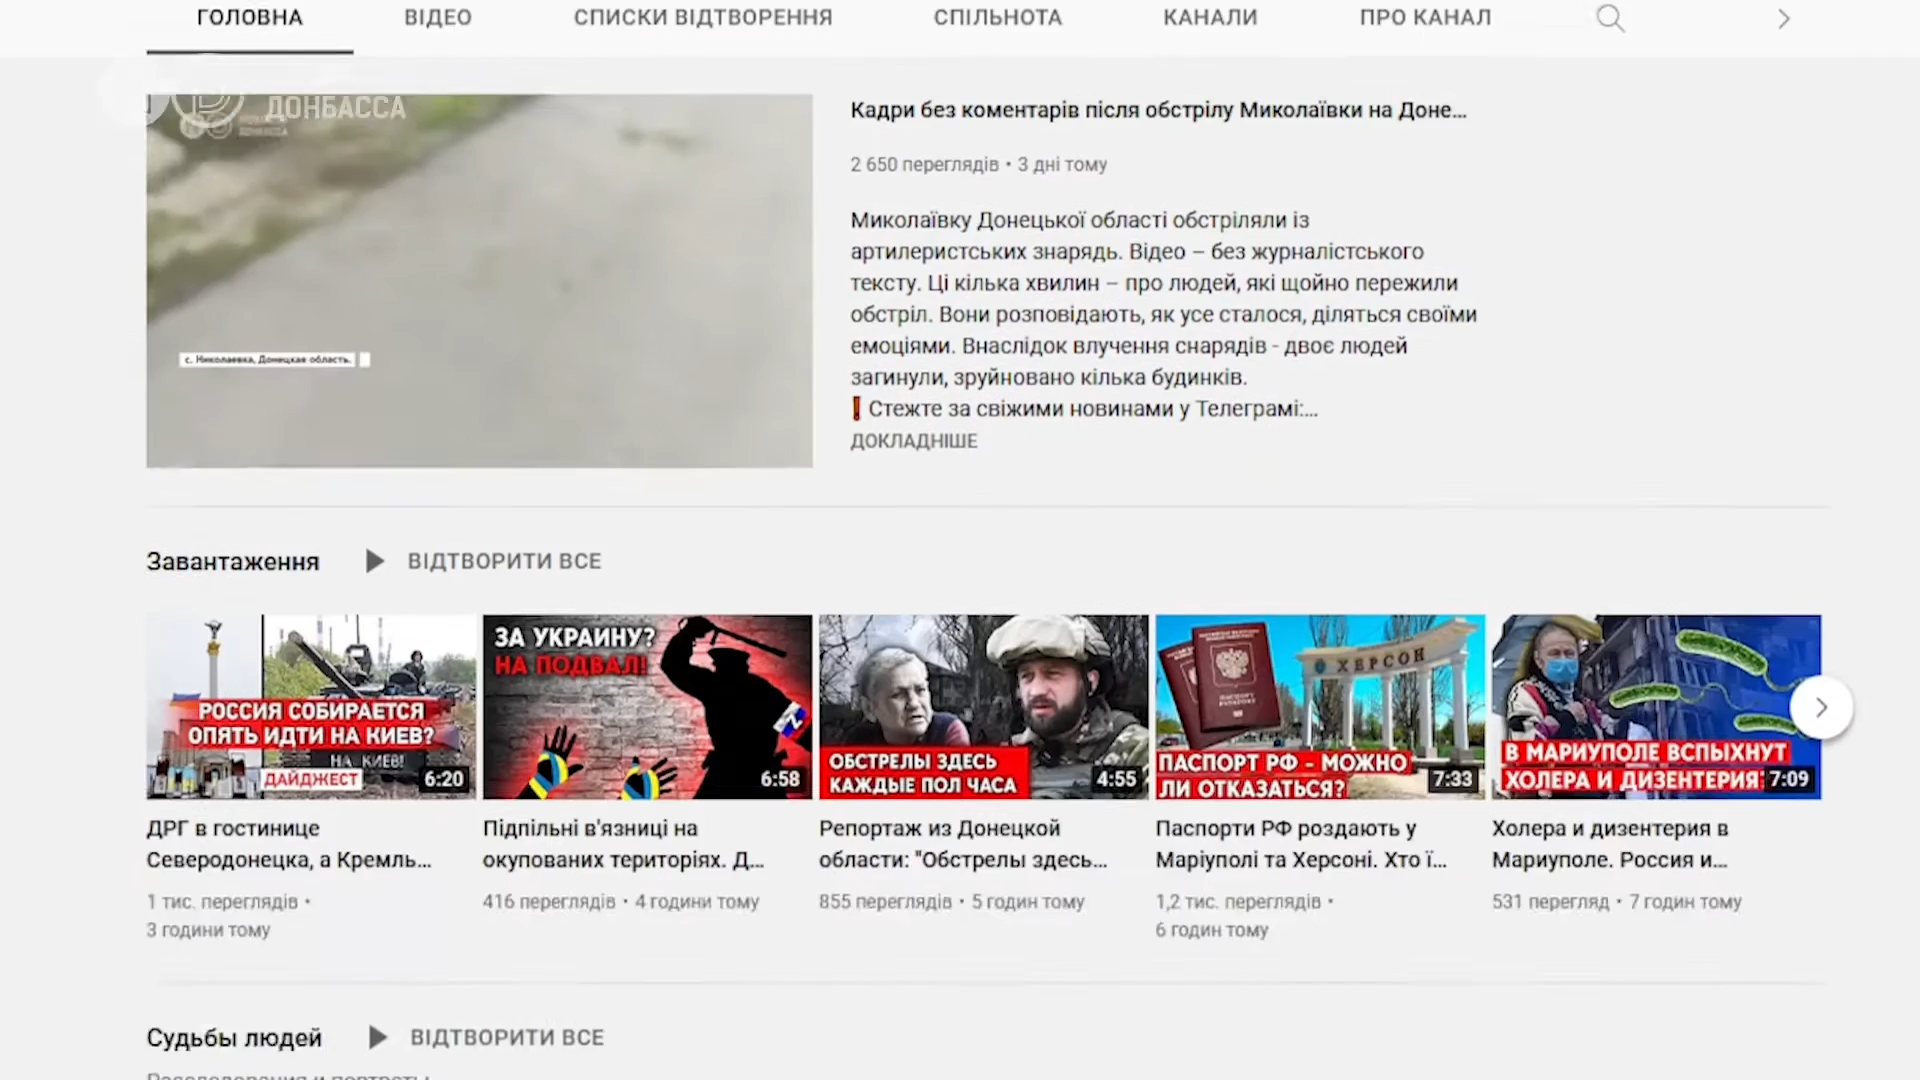 ГОЛОВНА
ВІДЕО
СПИСКИ ВІДТВОРЕННЯ
СПІЛЬНОТА
КАНАЛИ
ПРО КАНАЛ
ДОНБАССА
с. Николаевка, Донецкая область.
Кадри без коментарів після обстрілу Миколаївки на Доне...
2 650 переглядів • 3 дні тому
Миколаївку Донецької області обстріляли із
артилеристських знарядь. Відео – без журналістського
тексту. Ці кілька хвилин – про людей, які щойно пережили
обстріл. Вони розповідають, як усе сталося, діляться своїми
емоціями. Внаслідок влучення снарядів - двоє людей
загинули, зруйновано кілька будинків.
❗Стежте за свіжими новинами у Телеграмі:...
ДОКЛАДНІШЕ
Завантаження
ВІДТВОРИТИ ВСЕ
РОССИЯ СОБИРАЕТСЯ
ОПЯТЬ ИДТИ НА КИЕВ?
НА КИЕВ!
ДАЙДЖЕСТ
6:20
ДРГ в гостинице
Северодонецка, а Кремль...
1 тис. переглядів •
3 години тому
ЗА УКРАИНУ?
НА ПОДВАЛ!
Z
6:58
Підпільні в'язниці на
окупованих територіях. Д...
416 переглядів • 4 години тому
ОБСТРЕЛЫ ЗДЕСЬ
КАЖДЫЕ ПОЛ ЧАСА
4:55
Репортаж из Донецкой
области: "Обстрелы здесь...
855 переглядів • 5 годин тому
ХЕРСОН
ПАСПОРТ
ПАСПОРТ РФ - МОЖНО
ЛИ ОТКАЗАТЬСЯ?
7:33
Паспорти РФ роздають у
Маріуполі та Херсоні. Хто ї...
1,2 тис. переглядів •
6 годин тому
В МАРИУПОЛЕ ВСПЫХНУТ
ХОЛЕРА И ДИЗЕНТЕРИЯ
7:09
Холера и дизентерия в
Мариуполе. Россия и...
531 перегляд • 7 годин тому
Судьбы людей
ВІДТВОРИТИ ВСЕ